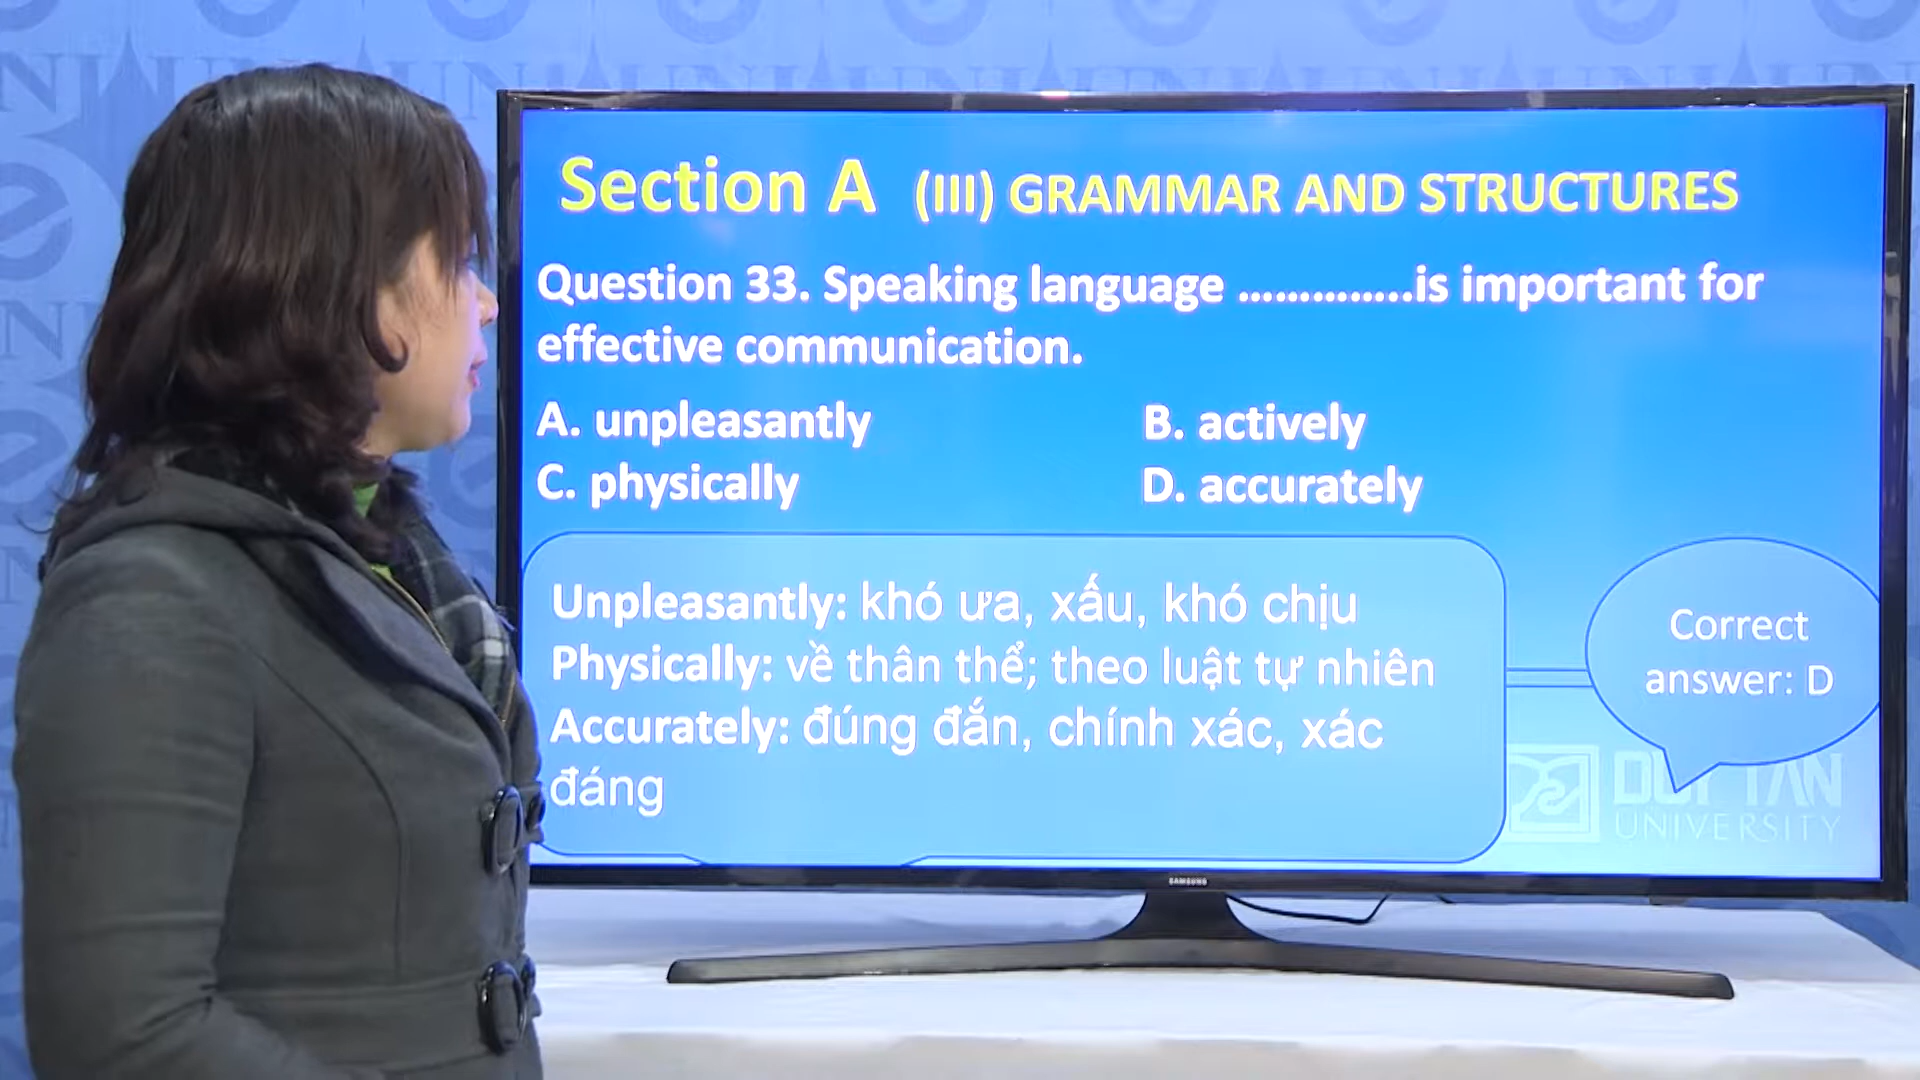 Section A (III) GRAMMAR AND STRUCTURES
Question 33. Speaking language ..............is important for
effective communication.
A. unpleasantly B. actively
C. physically D. accurately
Unpleasantly: khó ưa, xấu, khó chịu
Physically: về thân thể; theo luật tự nhiên
Accurately: đúng đắn, chính xác, xác
đáng
Correct
answer: D
UNIVERSITY
SAMSUNG